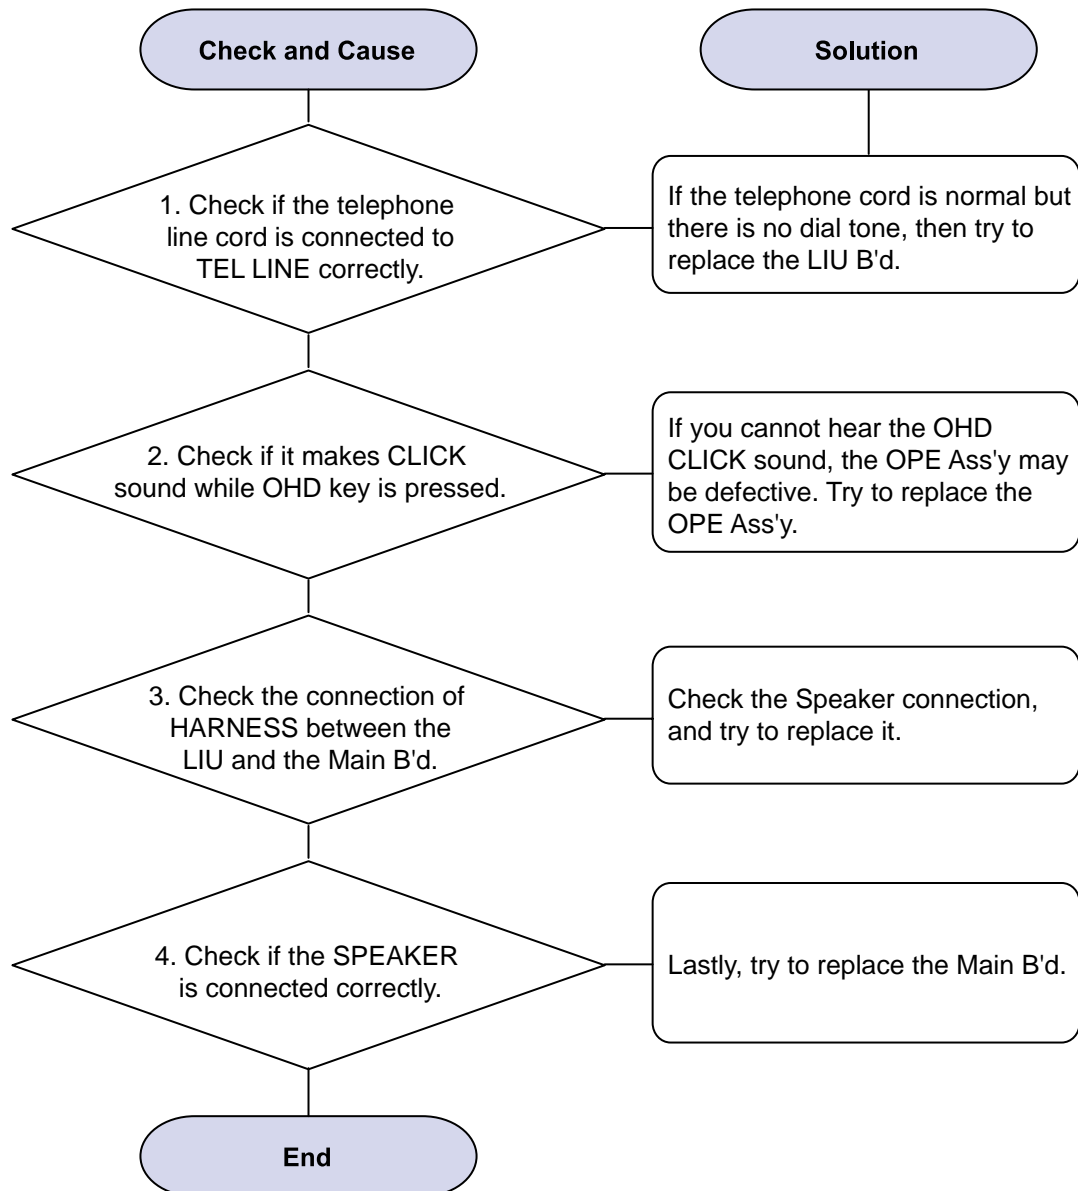 Check and Cause
Solution
1. Check if the telephone
line cord is connected to
TEL LINE correctly.
If the telephone cord is normal but
there is no dial tone, then try to
replace the LIU B'd.
2. Check if it makes CLICK
sound while OHD key is pressed.
If you cannot hear the OHD
CLICK sound, the OPE Ass'y may
be defective. Try to replace the
OPE Ass'y.
3. Check the connection of
HARNESS between the
LIU and the Main B'd.
Check the Speaker connection,
and try to replace it.
4. Check if the SPEAKER
is connected correctly.
Lastly, try to replace the Main B'd.
End